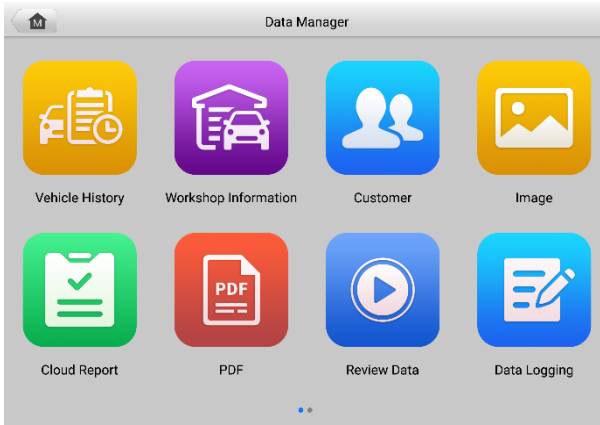 M
Data Manager
Vehicle History
Workshop Information
Customer
Image
PDF
Cloud Report
PDF
Review Data
Data Logging